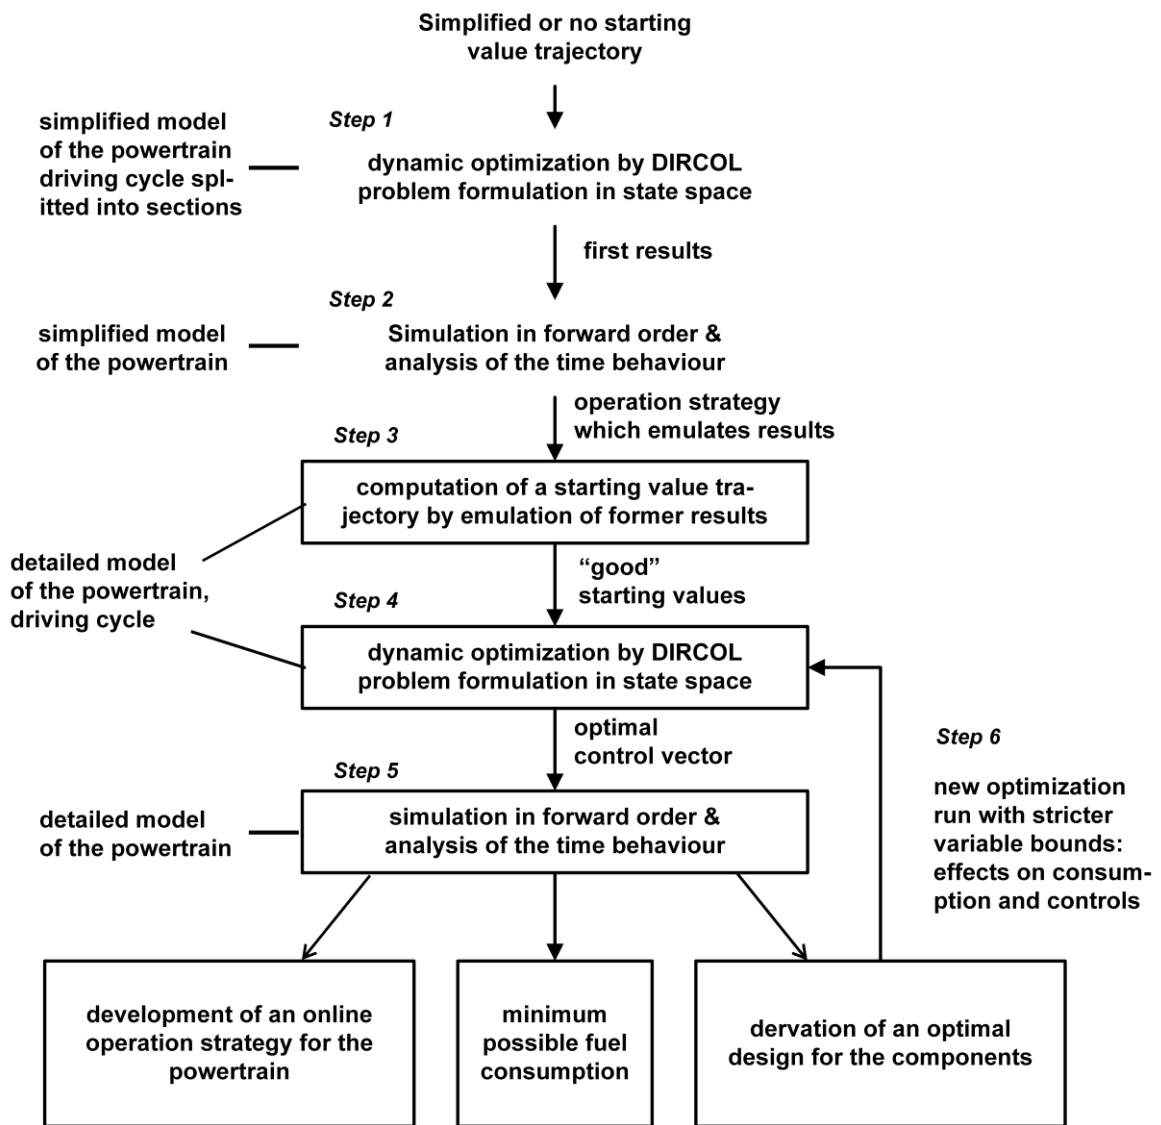 Simplified or no starting
value trajectory
Step 1
simplified model
of the powertrain
driving cycle spl-
itted into sections
dynamic optimization by DIRCOL
problem formulation in state space
first results
Step 2
simplified model
of the powertrain
Simulation in forward order &
analysis of the time behaviour
operation strategy
which emulates results
Step 3
computation of a starting value tra-
jectory by emulation of former results
detailed model
of the powertrain,
driving cycle
“good”
starting values
Step 4
dynamic optimization by DIRCOL
problem formulation in state space
optimal
control vector
Step 5
detailed model
of the powertrain
simulation in forward order &
analysis of the time behaviour
Step 6
new optimization
run with stricter
variable bounds:
effects on consum-
ption and controls
development of an online
operation strategy for the
powertrain
minimum
possible fuel
consumption
dervation of an optimal
design for the components